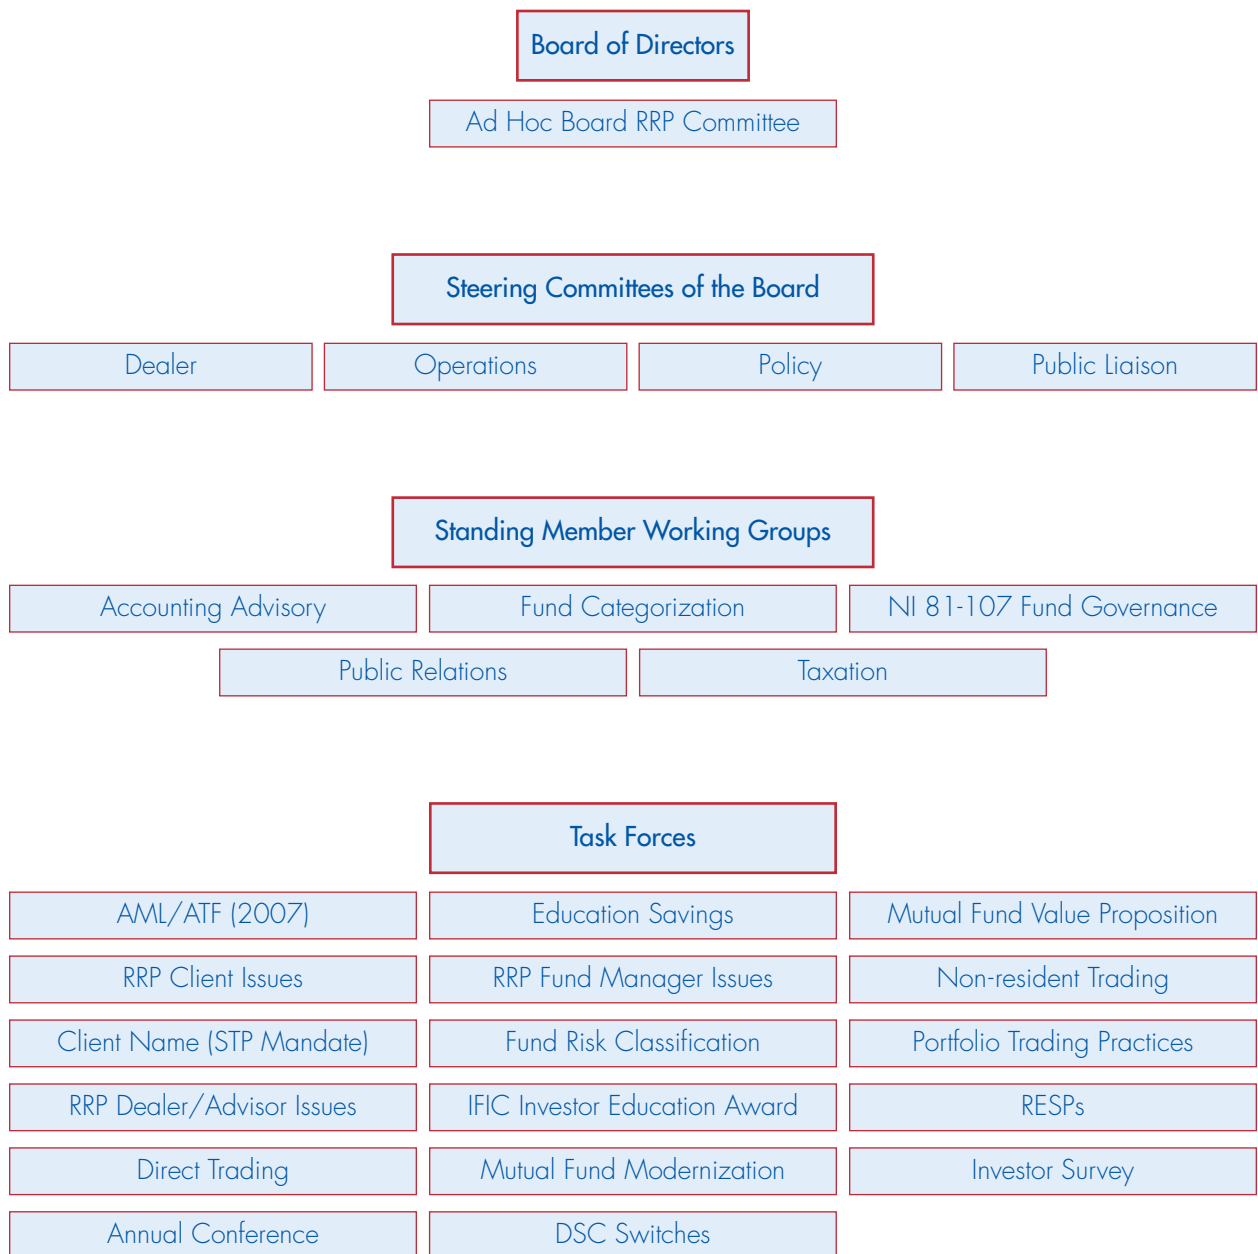 Board of Directors
Ad Hoc Board RRP Committee
Steering Committees of the Board
Dealer
Operations
Policy
Public Liaison
Standing Member Working Groups
Accounting Advisory
Fund Categorization
NI 81-107 Fund Governance
Public Relations
Taxation
Task Forces
AML/ATF (2007)
Education Savings
Mutual Fund Value Proposition
RRP Client Issues
RRP Fund Manager Issues
Non-resident Trading
Client Name (STP Mandate)
Fund Risk Classification
Portfolio Trading Practices
RRP Dealer/Advisor Issues
IFIC Investor Education Award
RESPs
Direct Trading
Mutual Fund Modernization
Investor Survey
Annual Conference
DSC Switches